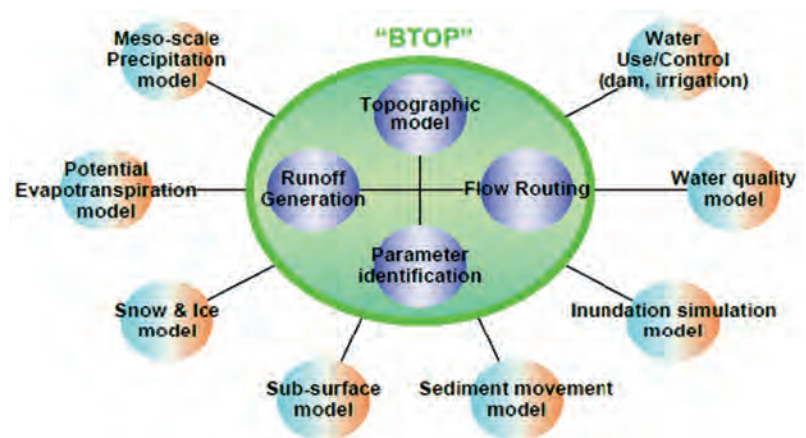 “BTOP”
Meso-scale
Precipitation
model
Water
Use/Control
(dam, irrigation)
Topographic
model
Potential
Evapotranspiration
model
Runoff
Generation
Flow Routing
Water quality
model
Parameter
identification
Snow & Ice
model
Inundation simulation
model
Sub-surface
model
Sediment movement
model